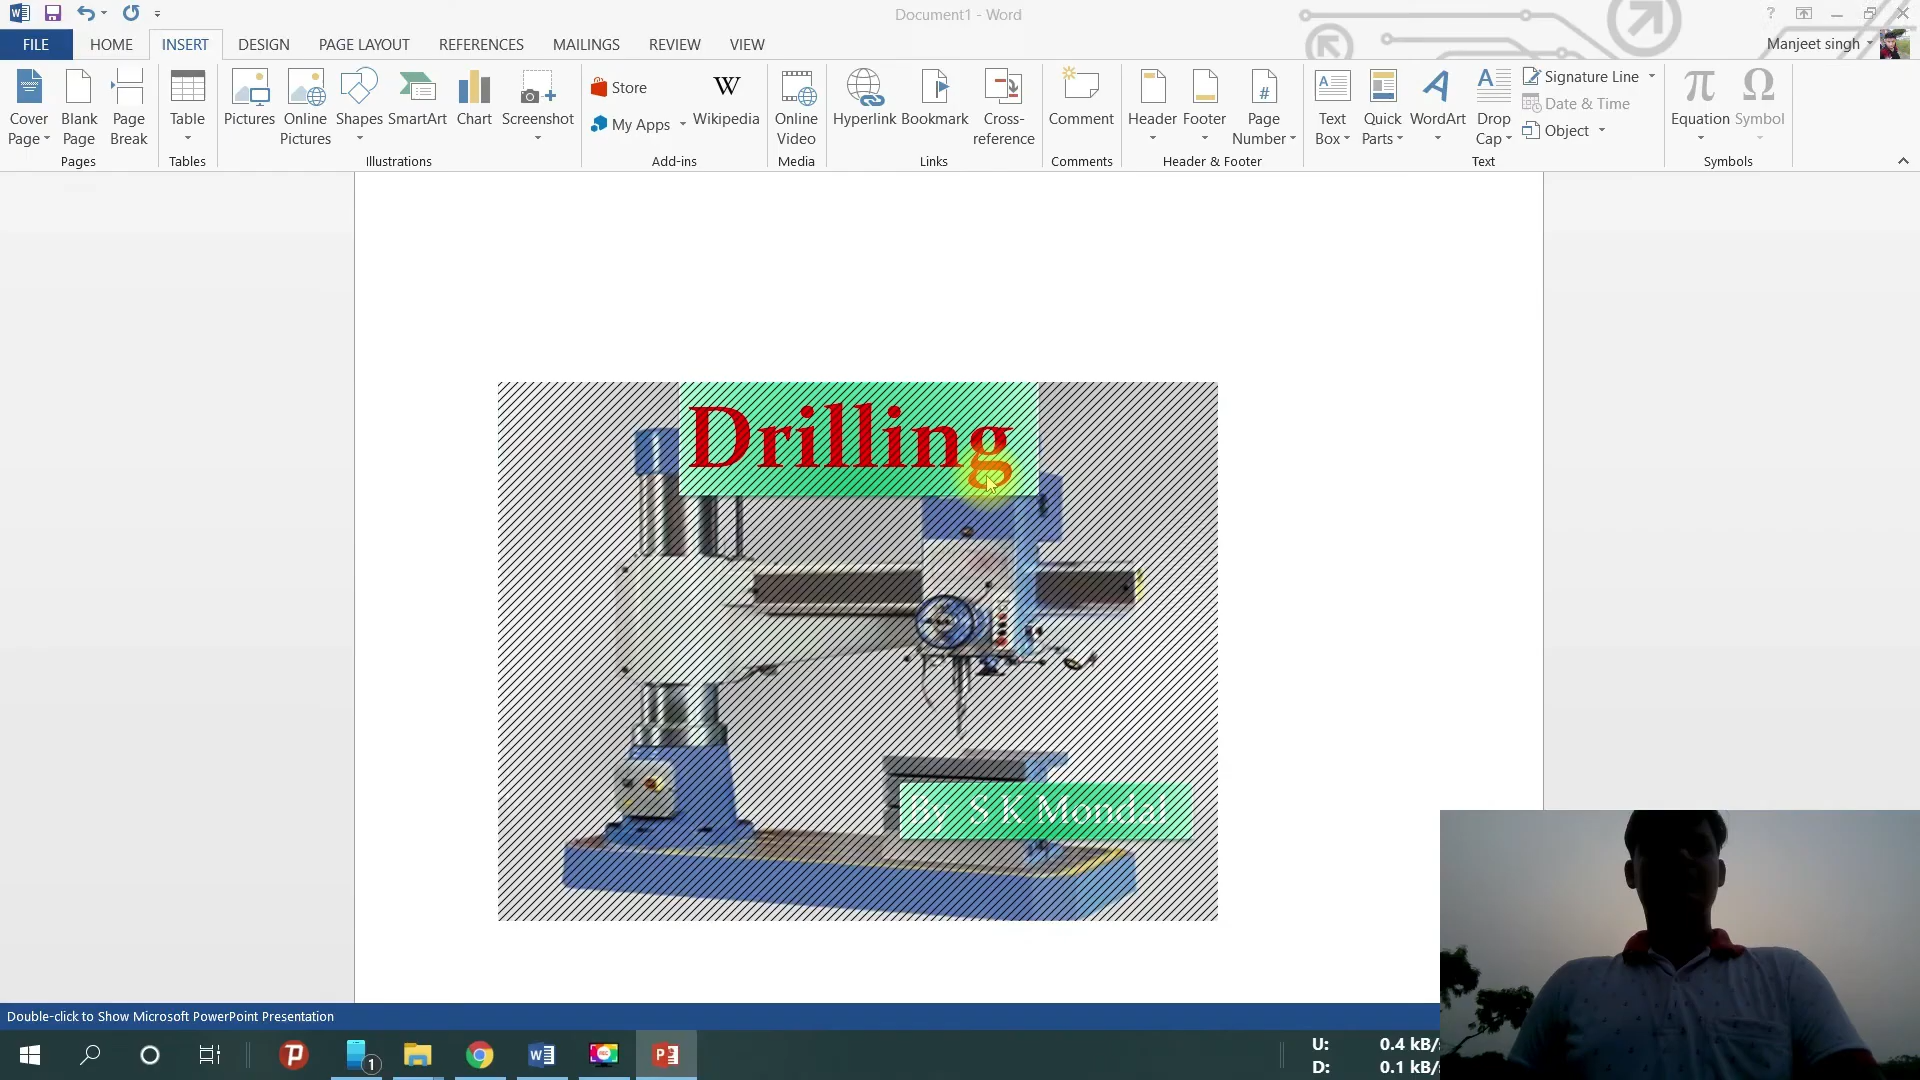 Document1 - Word
FILE HOME INSERT DESIGN PAGE LAYOUT REFERENCES MAILINGS REVIEW VIEW
Manjeet singh
Cover Page
Blank Page
Page Break
Table
Pictures
Online Pictures
Shapes
SmartArt
Chart
Screenshot
Store
My Apps
W
Wikipedia
Online Video
Hyperlink
Bookmark
Cross-reference
Comment
Header
Footer
#
Page Number
A
Text Box
Quick Parts
A
WordArt
A
Drop Cap
Signature Line
Date & Time
Object
π
Equation
Ω
Symbol
Pages Tables Illustrations Add-ins Media Links Comments Header & Footer Text Symbols
Drilling
By S K Mondal
Double-click to Show Microsoft PowerPoint Presentation
1
U: 0.4 kB/
D: 0.1 kB/